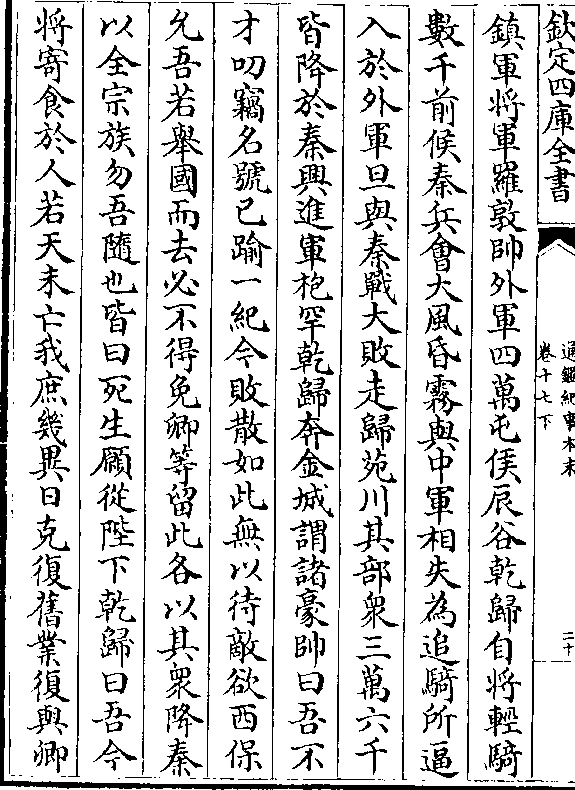 欽定四庫全書
通鑑紀事本末
卷十七下
二十
鎮軍將軍羅敦帥外軍四萬屯侯辰谷乾歸自將輕騎
數千前候秦兵會大風昏霧與中軍相失為追騎所逼
入於外軍旦與秦戰大敗走歸苑川其部衆三萬六千
皆降於秦興進軍枹罕乾歸奔金城謂諸豪帥曰吾不
才叨竊名號已踰一紀今敗散如此無以待敵欲西保
允吾若舉國而去必不得免卿等留此各以其衆降秦
以全宗族勿吾隨也皆曰死生願從陛下乾歸曰吾今
將寄食於人若天未亡我庶幾異日克復舊業復與卿